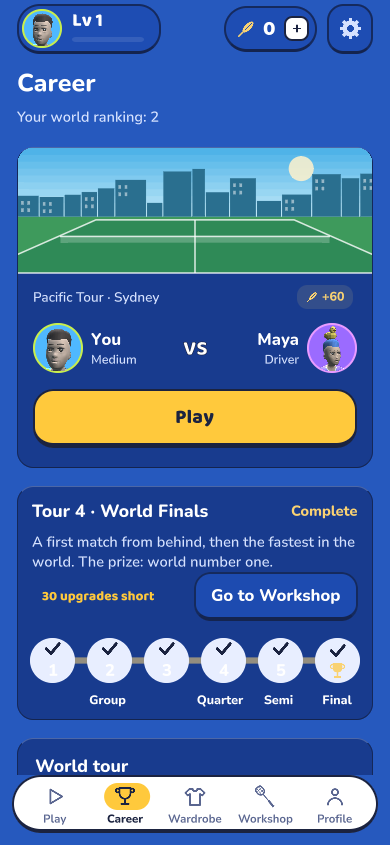 Lv 1
0
+
Career
Your world ranking: 2
Pacific Tour · Sydney
+60
You
Medium
VS
Maya
Driver
Play
Tour 4 · World Finals
Complete
A first match from behind, then the fastest in the
world. The prize: world number one.
30 upgrades short
Go to Workshop
1 2 3 4 5
Group Quarter Semi Final
World tour
Play Career Wardrobe Workshop Profile